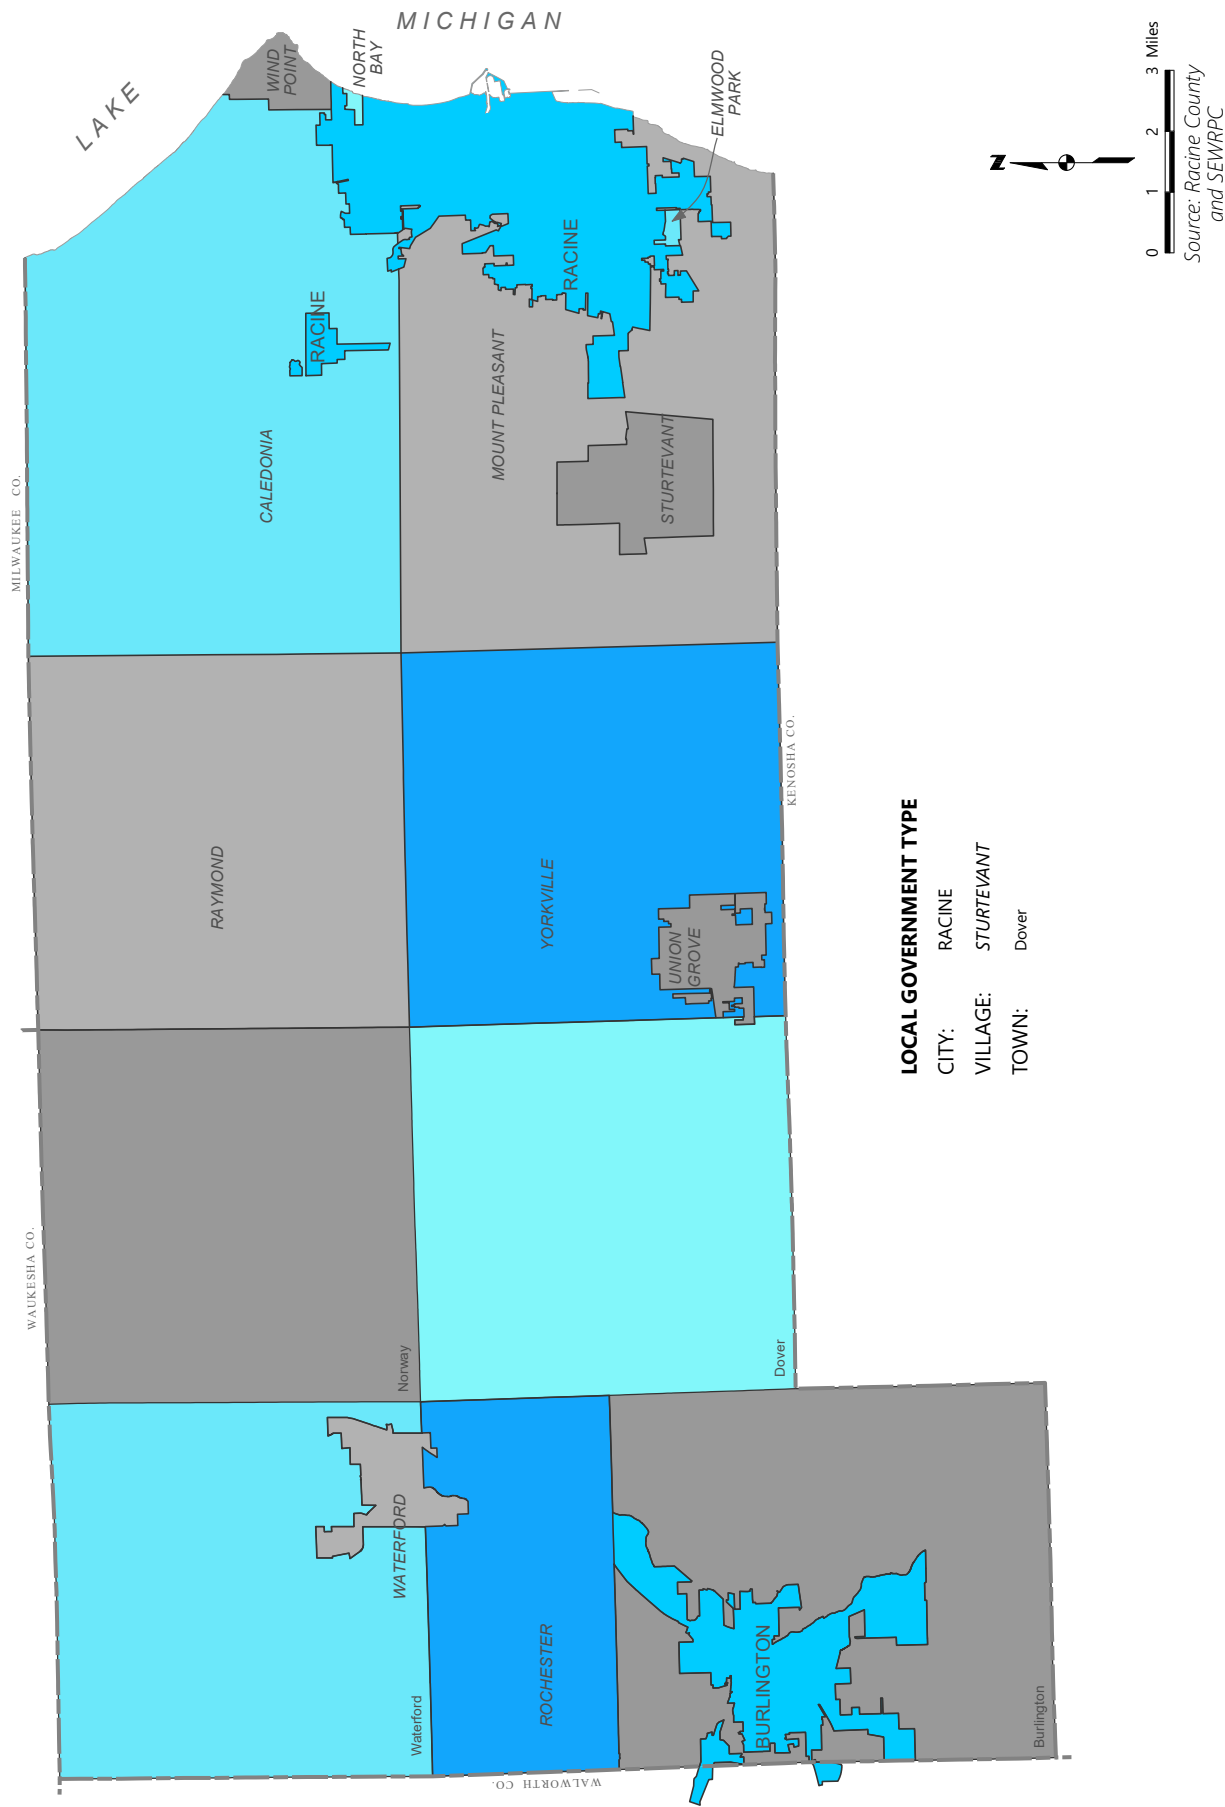 LAKE
MICHIGAN
MILWAUKEE CO.
WAUKESHA CO.
WALWORTH CO.
KENOSHA CO.
WIND
POINT
NORTH
BAY
RACINE
CALEDONIA
RACINE
MOUNT PLEASANT
ELMWOOD
PARK
STURTEVANT
RAYMOND
YORKVILLE
UNION
GROVE
Norway
Dover
WATERFORD
Waterford
ROCHESTER
BURLINGTON
Burlington
LOCAL GOVERNMENT TYPE
CITY: RACINE
VILLAGE: STURTEVANT
TOWN: Dover
N
0 1 2 3 Miles
Source: Racine County
and SEWRPC